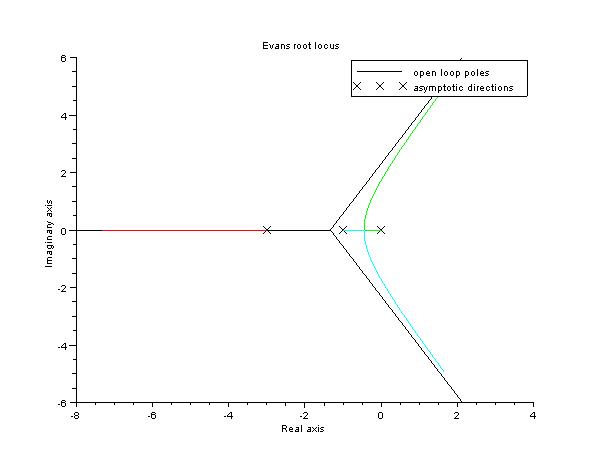 Evans root locus
6
open loop poles
asymptotic directions
4
2
0
-2
-4
-6
Imaginary axis
-8
-6
-4
-2
0
2
4
Real axis